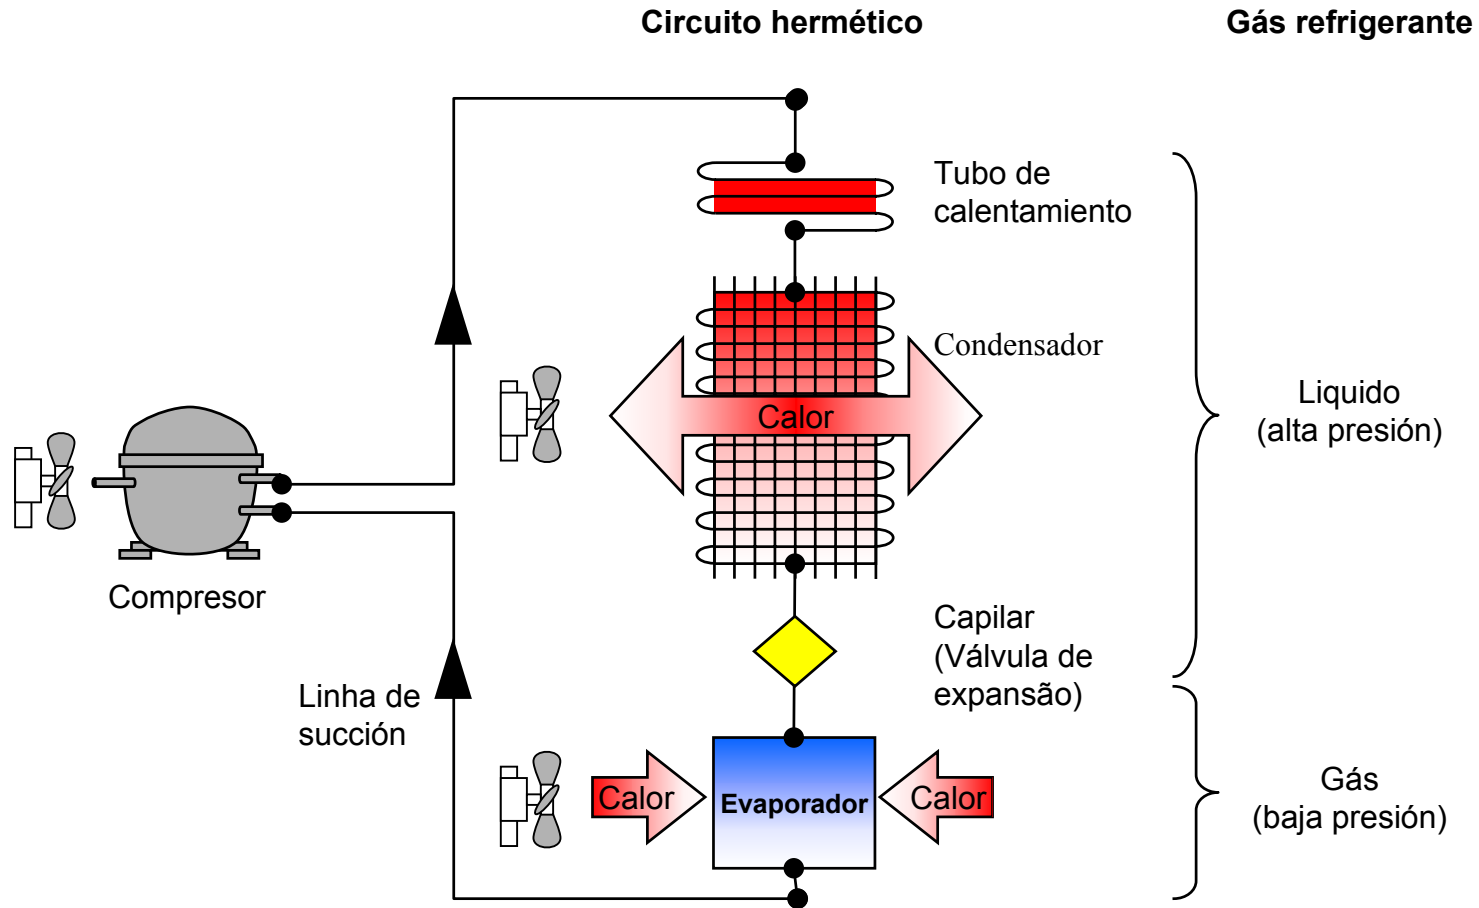 Circuito hermético
Gás refrigerante
Tubo de
calentamiento
Condensador
Calor
Liquido
(alta presión)
Compresor
Capilar
(Válvula de
expansão)
Linha de
succión
Calor
Evaporador
Calor
Gás
(baja presión)